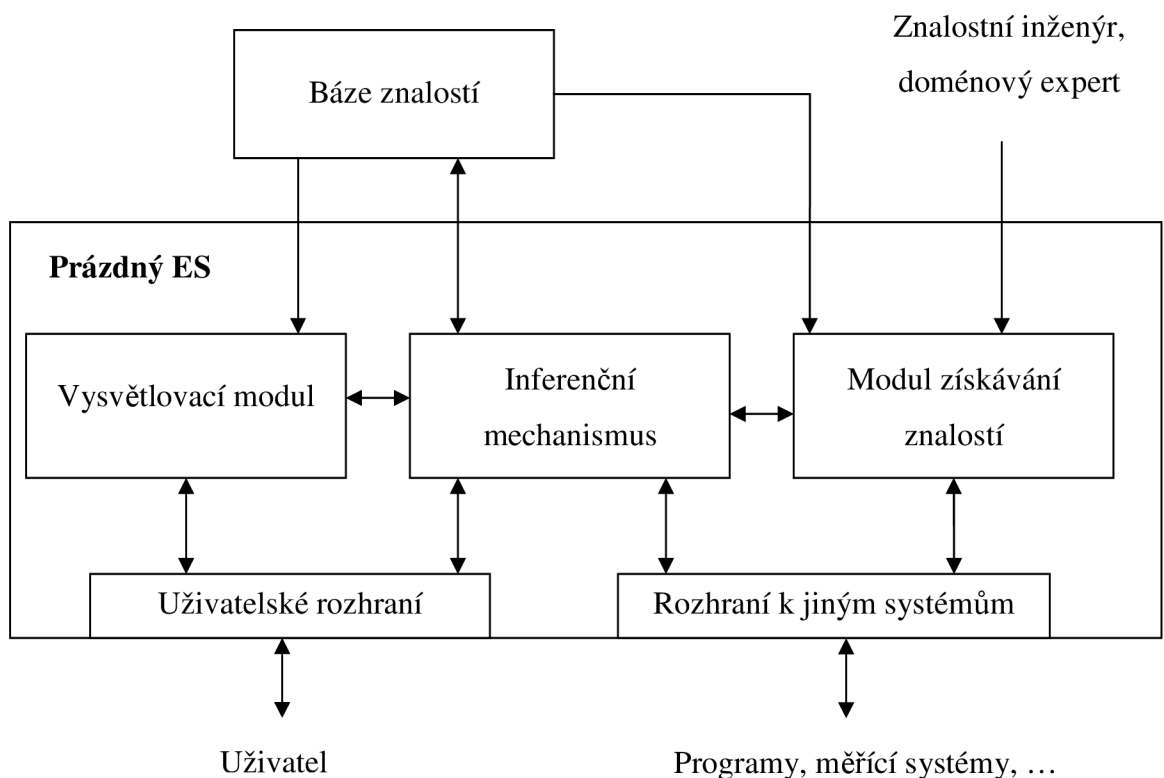 Znalostní inženýr,
doménový expert
Báze znalostí
Prázdný ES
Vysvětlovací modul
Inferenční
mechanismus
Modul získávání
znalostí
Uživatelské rozhraní
Rozhraní k jiným systémům
Uživatel
Programy, měřící systémy, …